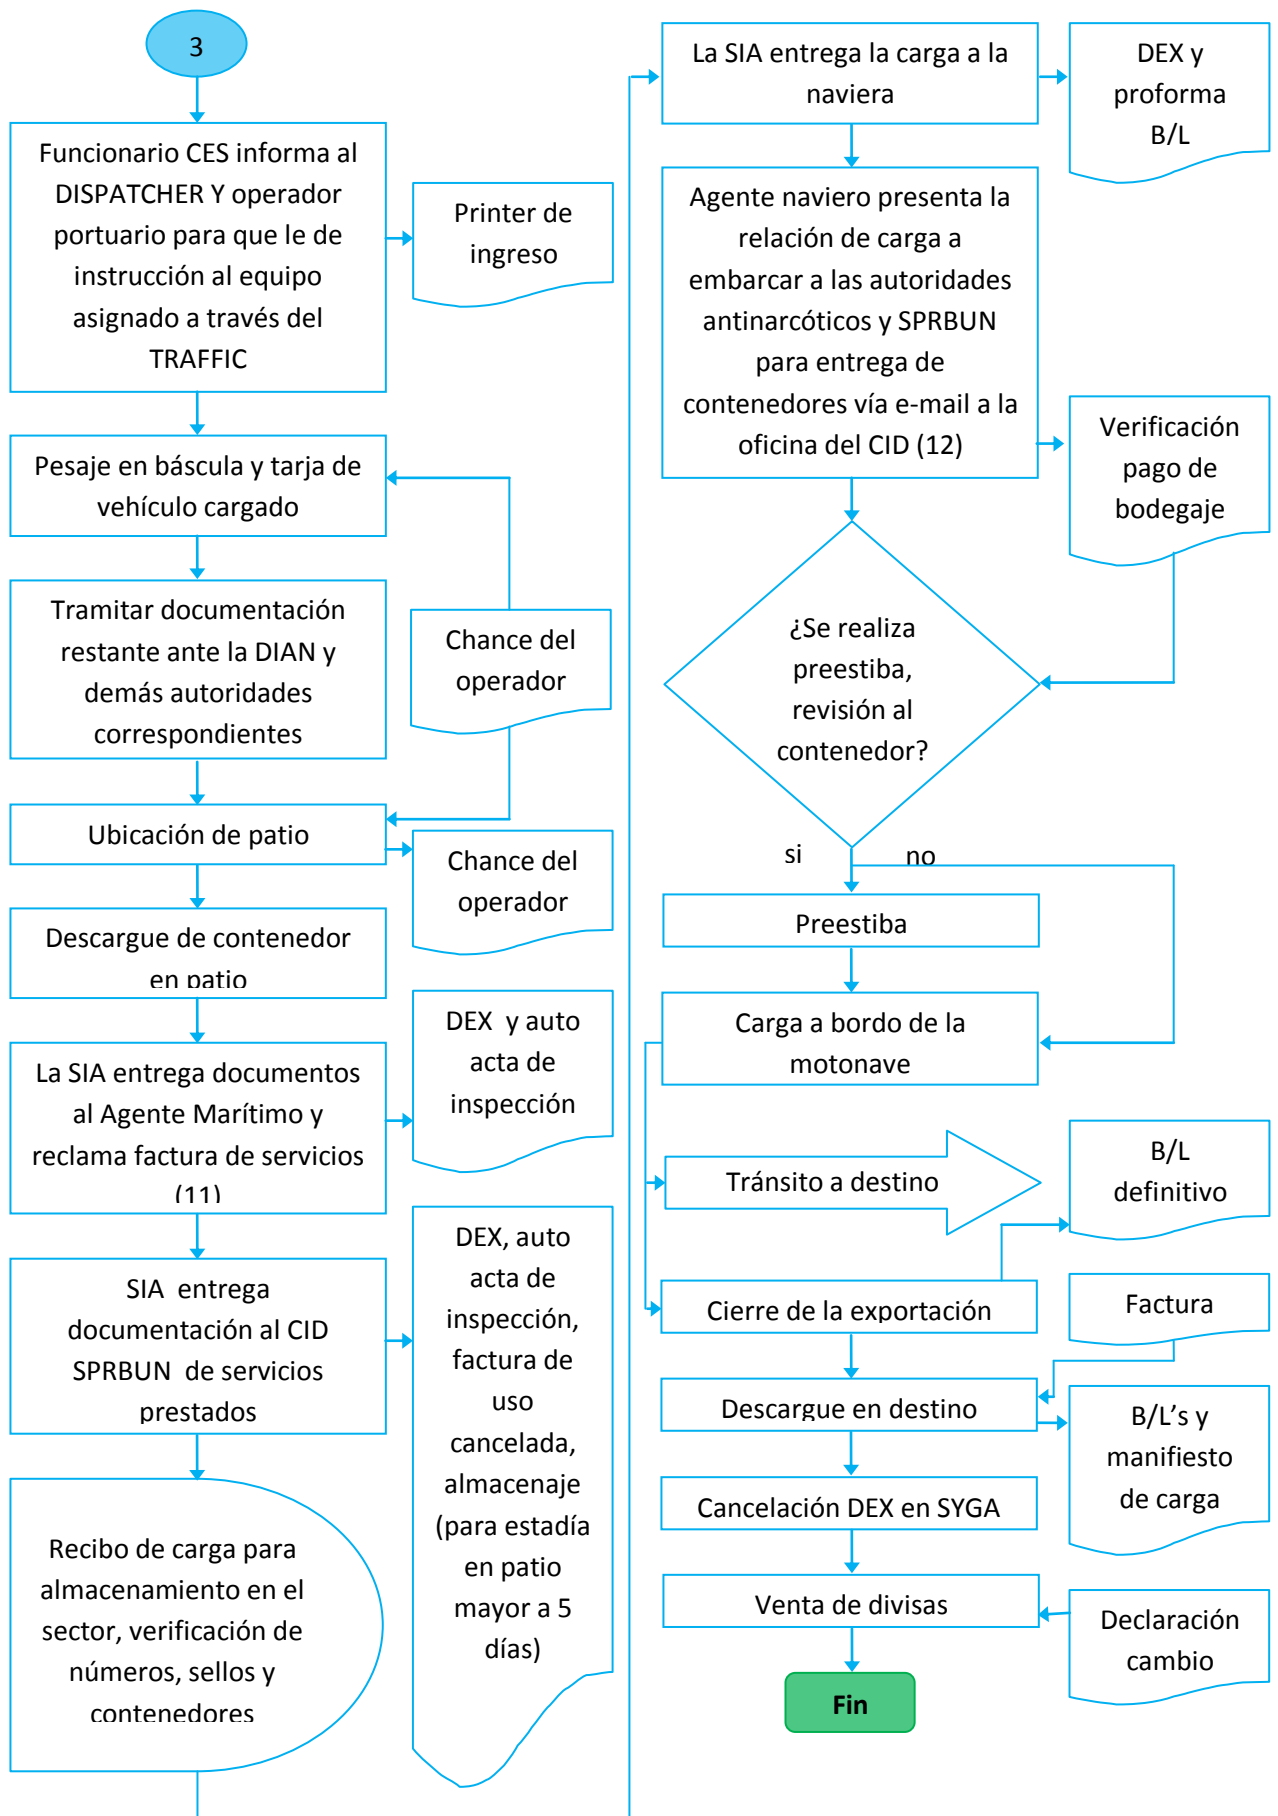 3
Funcionario CES informa al
DISPATCHER Y operador
portuario para que le de
instrucción al equipo
asignado a través del
TRAFFIC
Printer de
ingreso
Pesaje en báscula y tarja de
vehículo cargado
Tramitar documentación
restante ante la DIAN y
demás autoridades
correspondientes
Chance del
operador
Ubicación de patio
Chance del
operador
Descargue de contenedor
en patio
La SIA entrega documentos
al Agente Marítimo y
reclama factura de servicios
(11)
DEX y auto
acta de
inspección
SIA entrega
documentación al CID
SPRBUN de servicios
prestados
DEX, auto
acta de
inspección,
factura de
uso
cancelada,
almacenaje
(para estadía
en patio
mayor a 5
días)
Recibo de carga para
almacenamiento en el
sector, verificación de
números, sellos y
contenedores
La SIA entrega la carga a la
naviera
DEX y
proforma
B/L
Agente naviero presenta la
relación de carga a
embarcar a las autoridades
antinarcóticos y SPRBUN
para entrega de
contenedores vía e-mail a la
oficina del CID (12)
Verificación
pago de
bodegaje
¿Se realiza
preestiba,
revisión al
contenedor?
si no
Preestiba
Carga a bordo de la
motonave
Tránsito a destino
B/L
definitivo
Cierre de la exportación
Factura
Descargue en destino
B/L’s y
manifiesto
de carga
Cancelación DEX en SYGA
Venta de divisas
Declaración
cambio
Fin